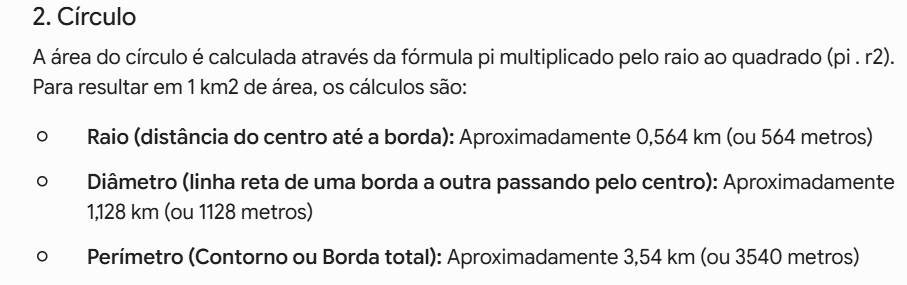 2. Círculo
A área do círculo é calculada através da fórmula pi multiplicado pelo raio ao quadrado (pi . r2).
Para resultar em 1 km2 de área, os cálculos são:
Raio (distância do centro até a borda): Aproximadamente 0,564 km (ou 564 metros)
Diâmetro (linha reta de uma borda a outra passando pelo centro): Aproximadamente
1,128 km (ou 1128 metros)
Perímetro (Contorno ou Borda total): Aproximadamente 3,54 km (ou 3540 metros)